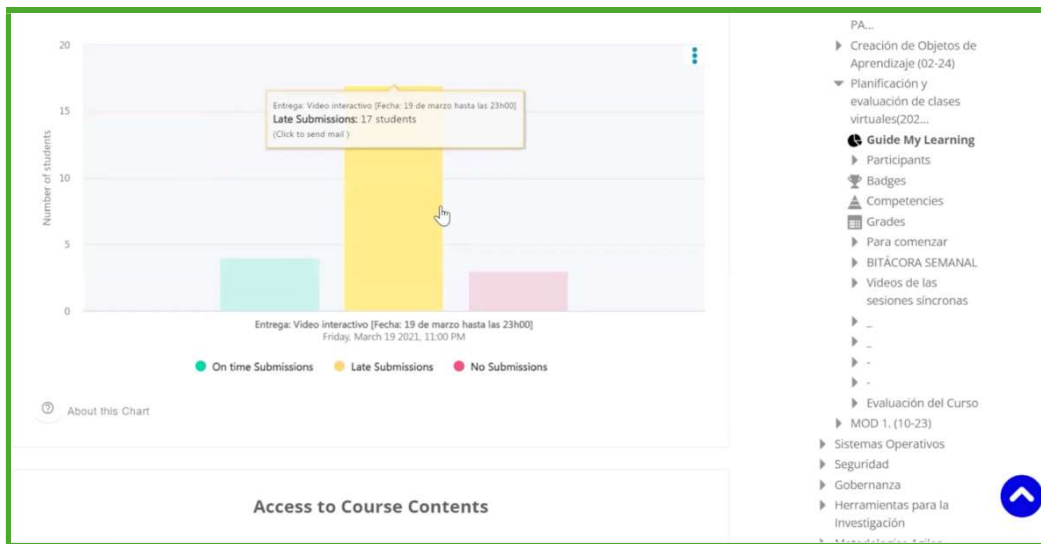 20
15
10
5
0
Number of students
Entrega: Video interactivo [Fecha: 19 de marzo hasta las 23h00]
Late Submissions: 17 students
(Click to send mail )
Entrega: Video interactivo [Fecha: 19 de marzo hasta las 23h00]
Friday, March 19 2021, 11:00 PM
On time Submissions
Late Submissions
No Submissions
About this Chart
Access to Course Contents
PA...
Creación de Objetos de
Aprendizaje (02-24)
Planificación y
evaluación de clases
virtuales(202...
Guide My Learning
Participants
Badges
Competencies
Grades
Para comenzar
BITÁCORA SEMANAL
Videos de las
sesiones síncronas
_
_
-
-
Evaluación del Curso
MOD 1. (10-23)
Sistemas Operativos
Seguridad
Gobernanza
Herramientas para la
Investigación